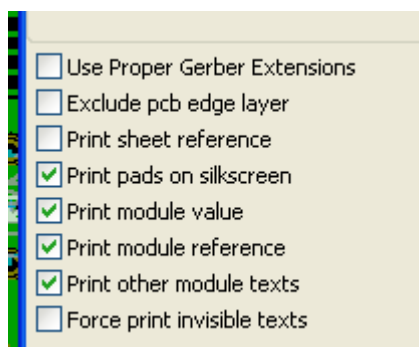 Use Proper Gerber Extensions
Exclude pcb edge layer
Print sheet reference
Print pads on silkscreen
Print module value
Print module reference
Print other module texts
Force print invisible texts